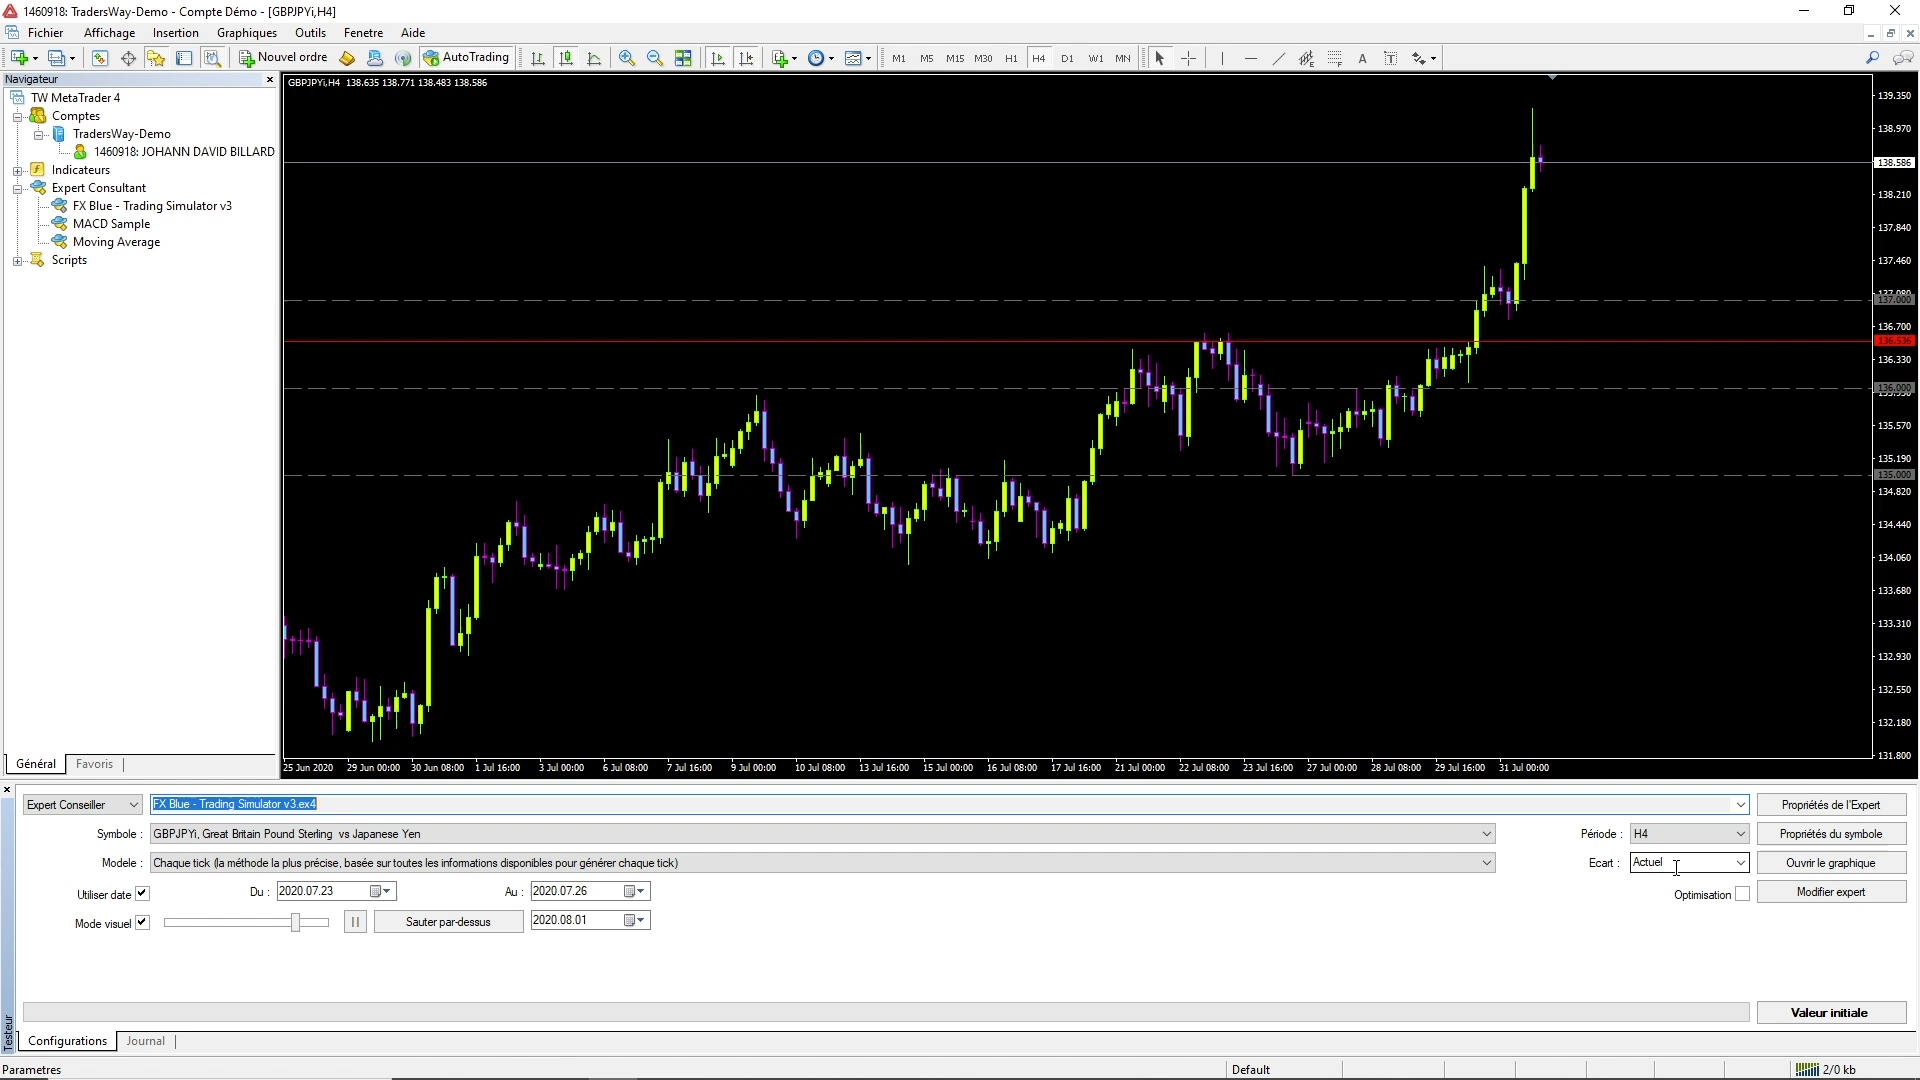 1460918: TradersWay-Demo - Compte Démo - [GBPJPYi,H4]
Fichier Affichage Insertion Graphiques Outils Fenetre Aide
Nouvel ordre AutoTrading M1 M5 M15 M30 H1 H4 D1 W1 MN A T
Navigateur
TW MetaTrader 4
Comptes
TradersWay-Demo
1460918: JOHANN DAVID BILLARD
Indicateurs
Expert Consultant
FX Blue - Trading Simulator v3
MACD Sample
Moving Average
Scripts
Général Favoris
GBPJPYi,H4 138.635 138.771 138.483 138.586
139.350
138.970
138.586
138.210
137.840
137.460
137.080
137.000
136.700
136.536
136.330
136.000
135.950
135.570
135.190
135.000
134.820
134.440
134.060
133.680
133.310
132.930
132.550
132.180
131.800
25 Jun 2020 29 Jun 00:00 30 Jun 08:00 1 Jul 16:00 3 Jul 00:00 6 Jul 08:00 7 Jul 16:00 9 Jul 00:00 10 Jul 08:00 13 Jul 16:00 15 Jul 00:00 16 Jul 08:00 17 Jul 16:00 21 Jul 00:00 22 Jul 08:00 23 Jul 16:00 27 Jul 00:00 28 Jul 08:00 29 Jul 16:00 31 Jul 00:00
Expert Conseiller FX Blue - Trading Simulator v3.ex4 Propriétés de l'Expert
Symbole : GBPJPYi, Great Britain Pound Sterling vs Japanese Yen Période : H4 Propriétés du symbole
Modele : Chaque tick (la méthode la plus précise, basée sur toutes les informations disponibles pour générer chaque tick) Ecart : Actuel Ouvrir le graphique
Utiliser date Du : 2020.07.23 Au : 2020.07.26 Optimisation Modifier expert
Mode visuel Sauter par-dessus 2020.08.01
Valeur initiale
Testeur
Configurations Journal
Parametres Default 2/0 kb